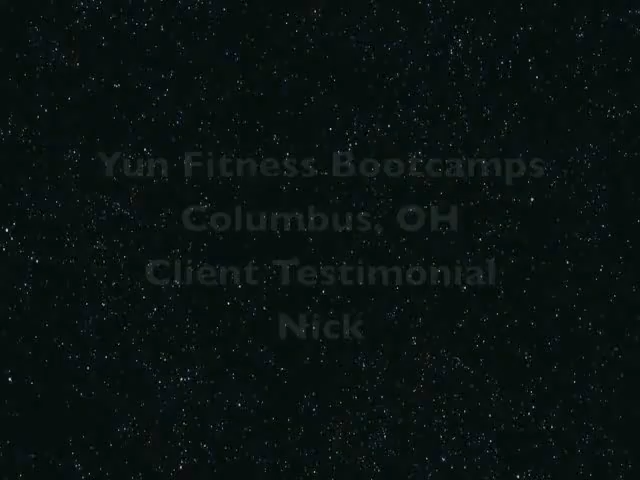 Yun Fitness Bootcamps
Columbus, OH
Client Testimonial
Nick